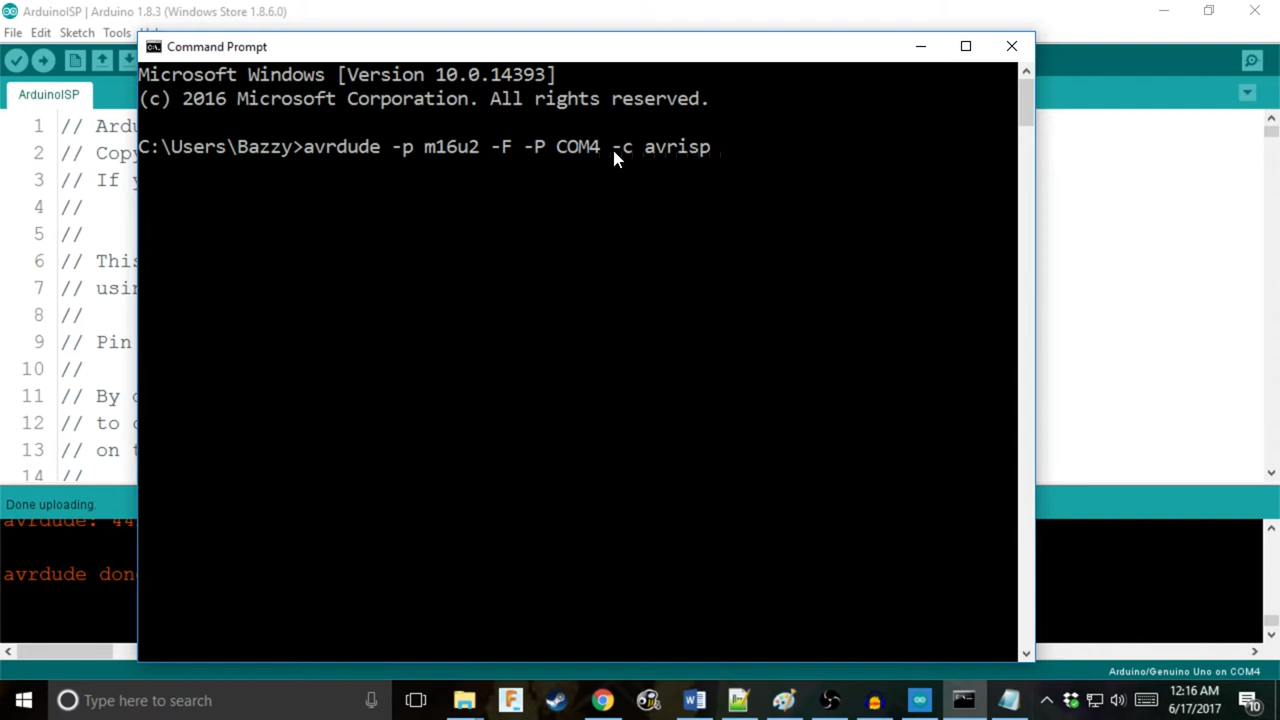 ArduinoISP | Arduino 1.8.3 (Windows Store 1.8.6.0)
File Edit Sketch Tools
Command Prompt
ArduinoISP
Microsoft Windows [Version 10.0.14393]
(c) 2016 Microsoft Corporation. All rights reserved.
C:\Users\Bazzy>avrdude -p m16u2 -F -P COM4 -c avrisp
1 //
2 //
3 // If
4 //
5 //
6 // This
7 //
8 //
9 // Pin
10 //
11 // By
12 // to
13 // on
14 //
Done uploading.
avrdude: 44
avrdude
Arduino/Genuino Uno on COM4
Type here to search
12:16 AM
6/17/2017
10